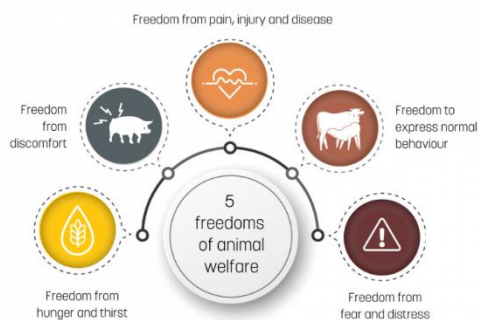 Freedom from pain, injury and disease
Freedom
from
discomfort
Freedom to
express normal
behaviour
5
freedoms
of animal
welfare
Freedom from
hunger and thirst
Freedom from
fear and distress